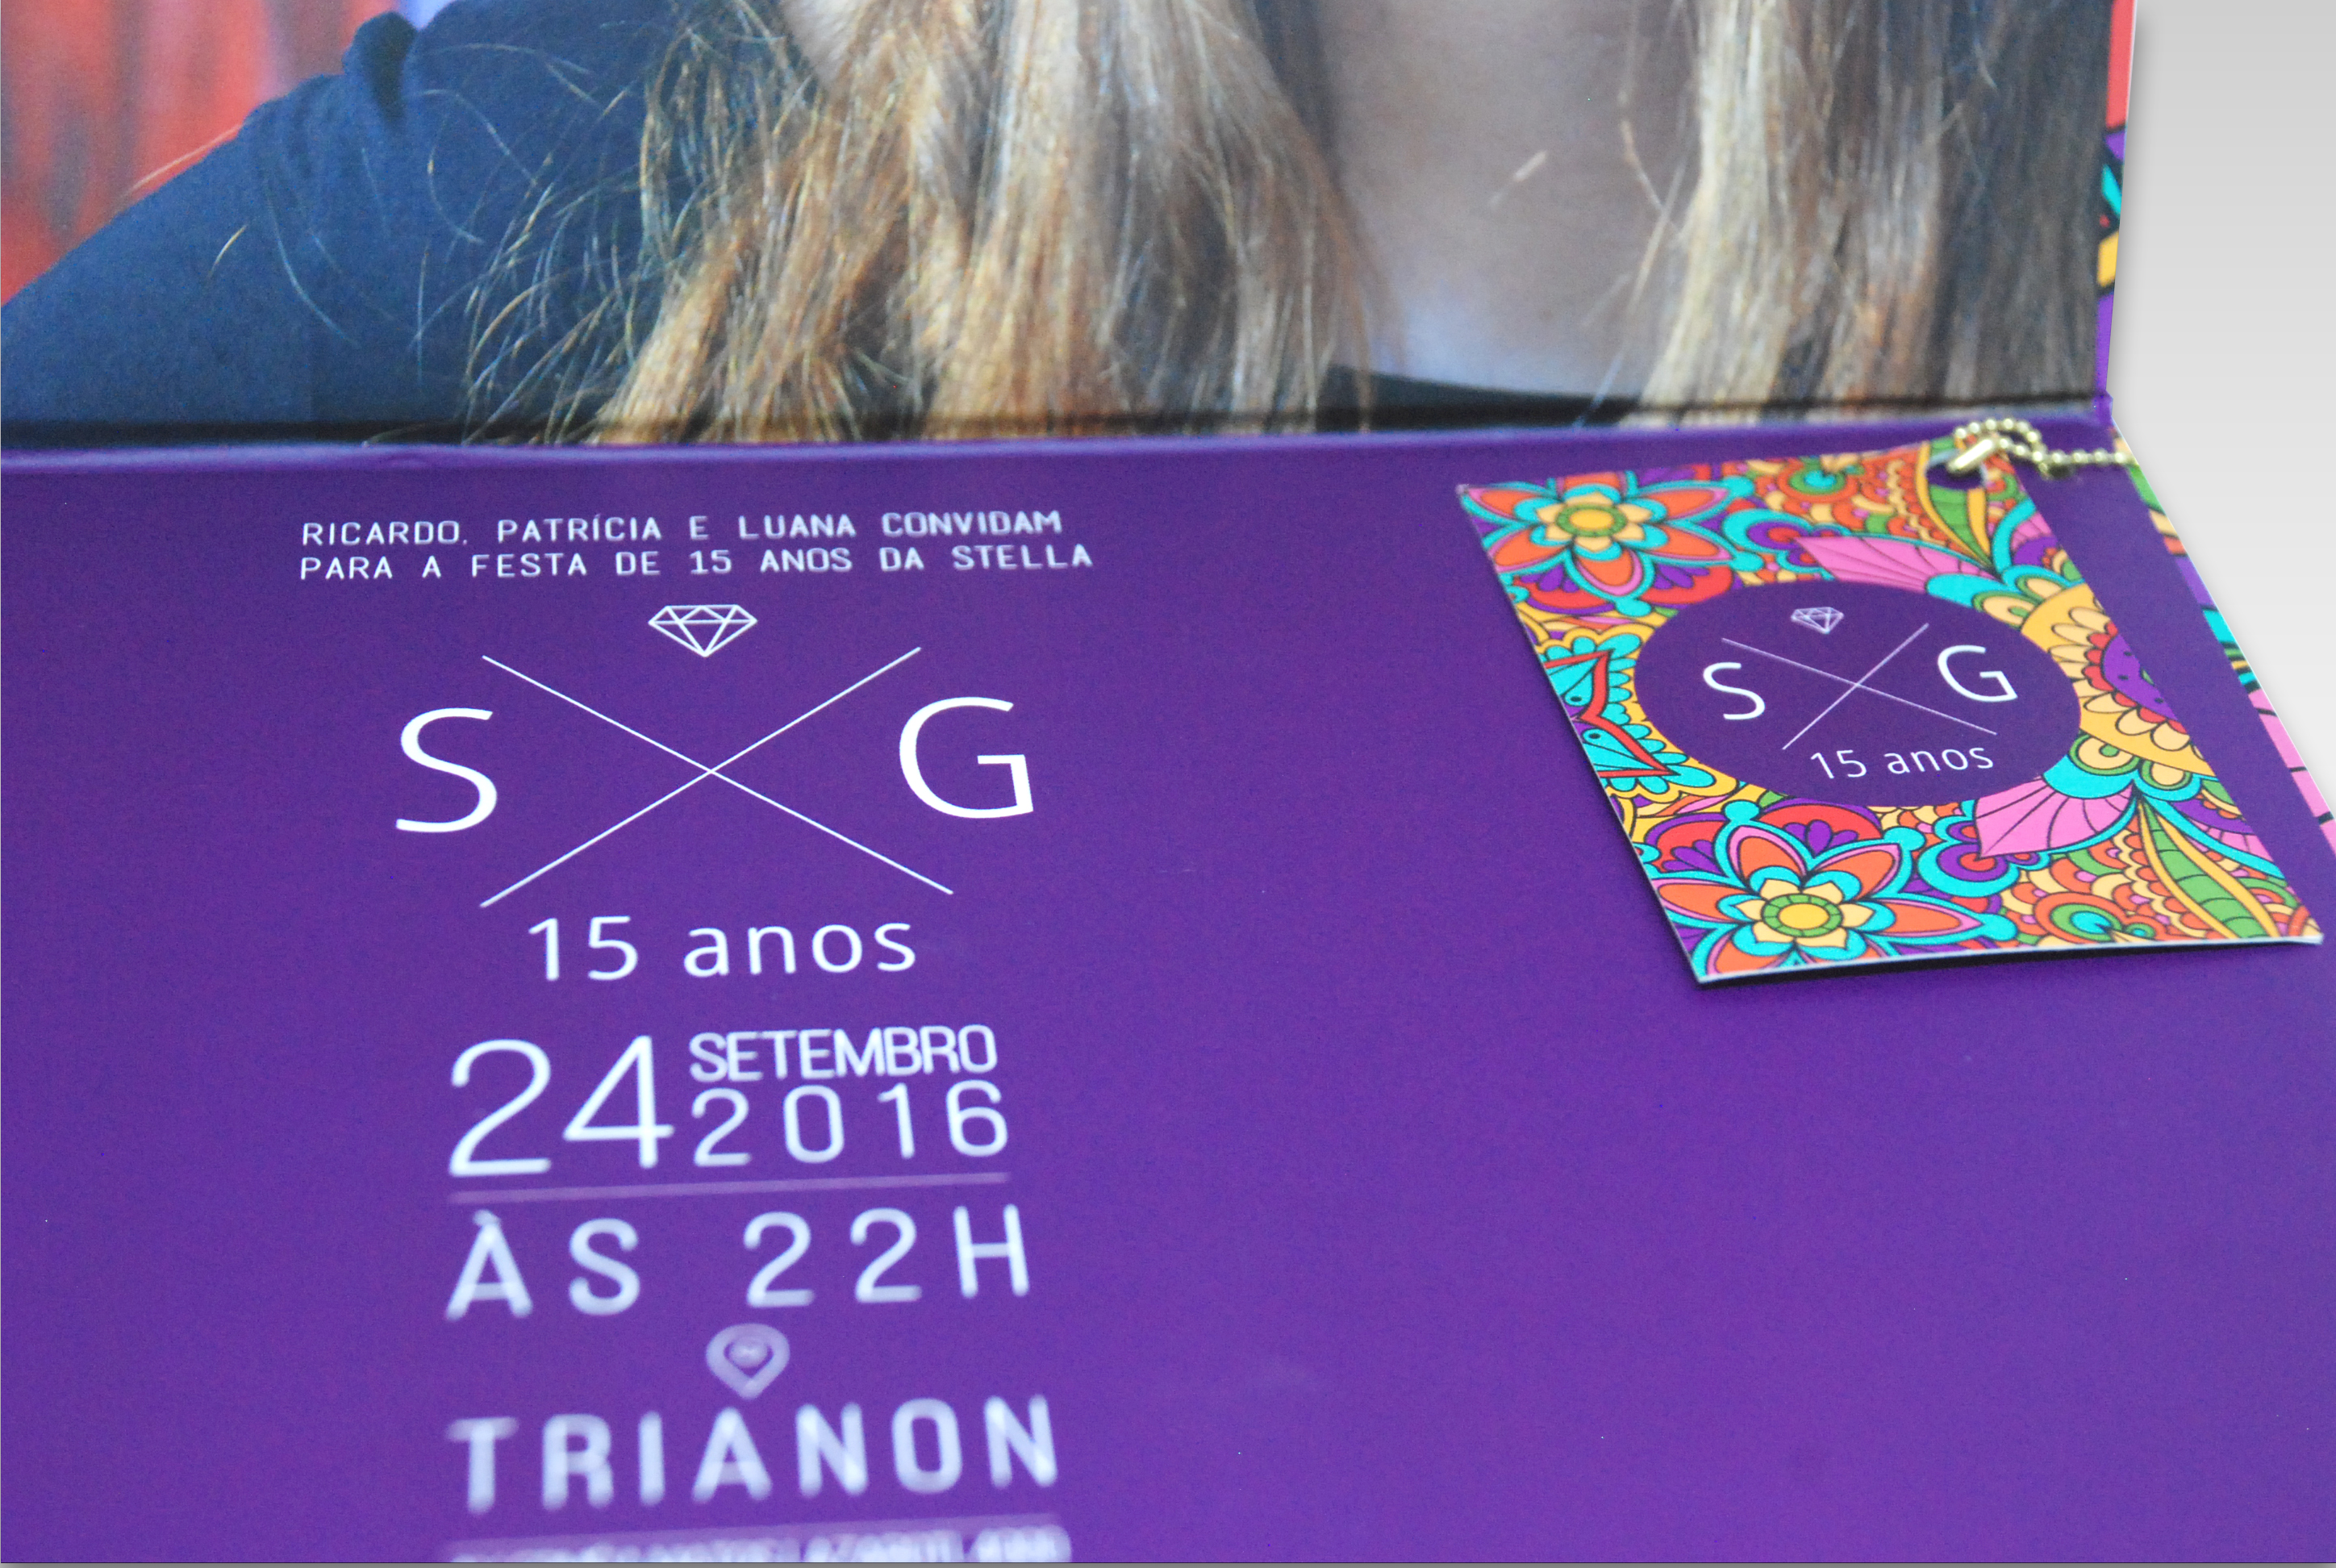 RICARDO, PATRÍCIA E LUANA CONVIDAM
PARA A FESTA DE 15 ANOS DA STELLA
S G
15 anos
24 SETEMBRO
2016
ÀS 22H
TRIANON
S G
15 anos